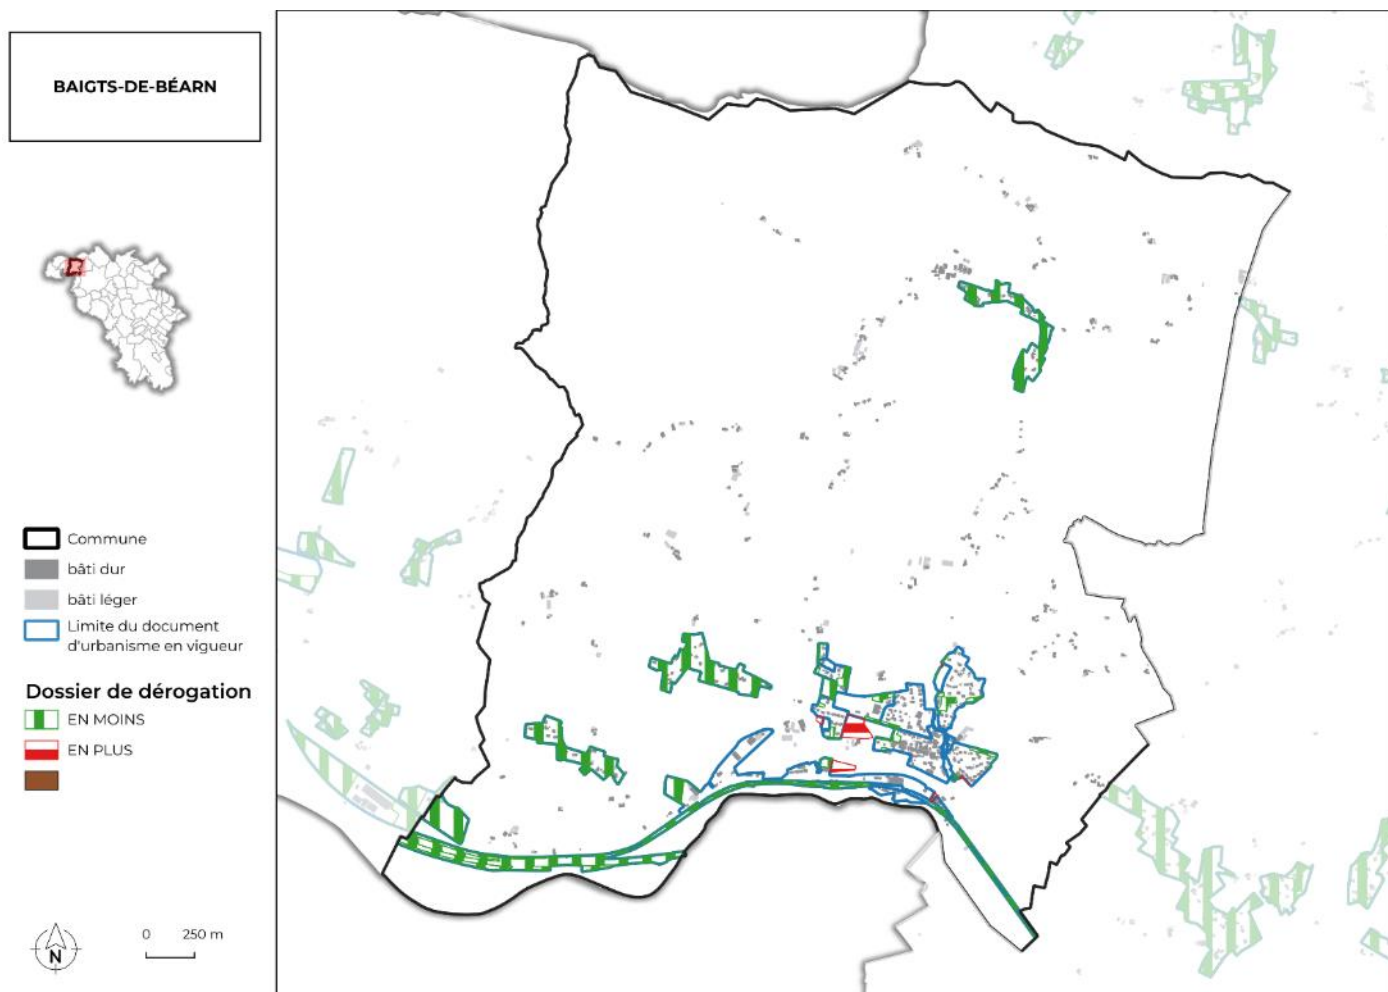 BAIGTS-DE-BÉARN
Commune
bâti dur
bâti léger
Limite du document
d'urbanisme en vigueur
Dossier de dérogation
EN MOINS
EN PLUS
N
0 250 m